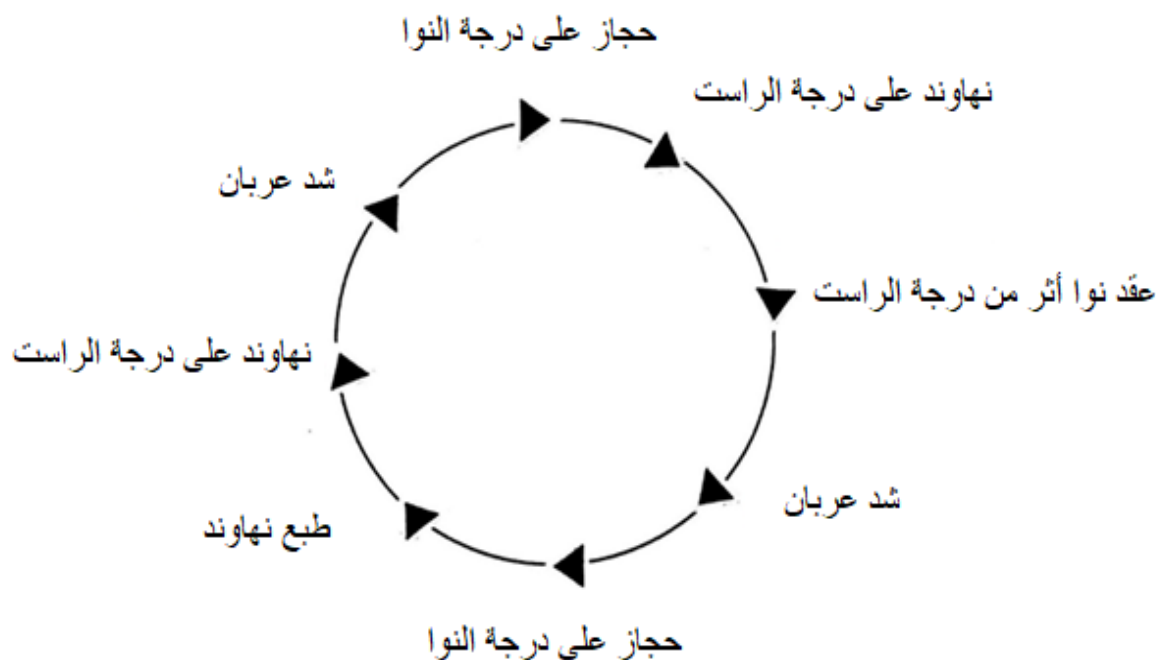 حجاز على درجة النوا
نهاوند على درجة الراست
عقد نوا أثر من درجة الراست
شد عربان
حجاز على درجة النوا
طبع نهاوند
نهاوند على درجة الراست
شد عربان